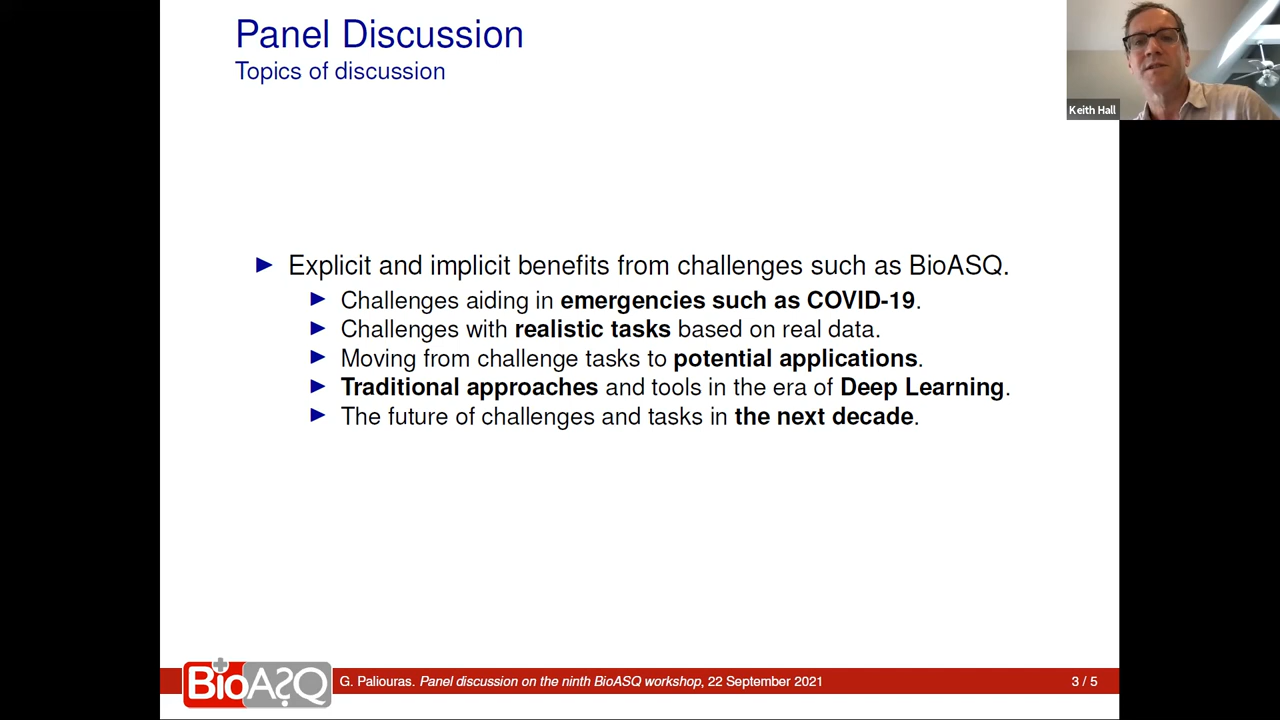 Panel Discussion
Topics of discussion
Keith Hall
▶ Explicit and implicit benefits from challenges such as BioASQ.
▶ Challenges aiding in emergencies such as COVID-19.
▶ Challenges with realistic tasks based on real data.
▶ Moving from challenge tasks to potential applications.
▶ Traditional approaches and tools in the era of Deep Learning.
▶ The future of challenges and tasks in the next decade.
BioASQ
G. Paliouras. Panel discussion on the ninth BioASQ workshop, 22 September 2021
3 / 5